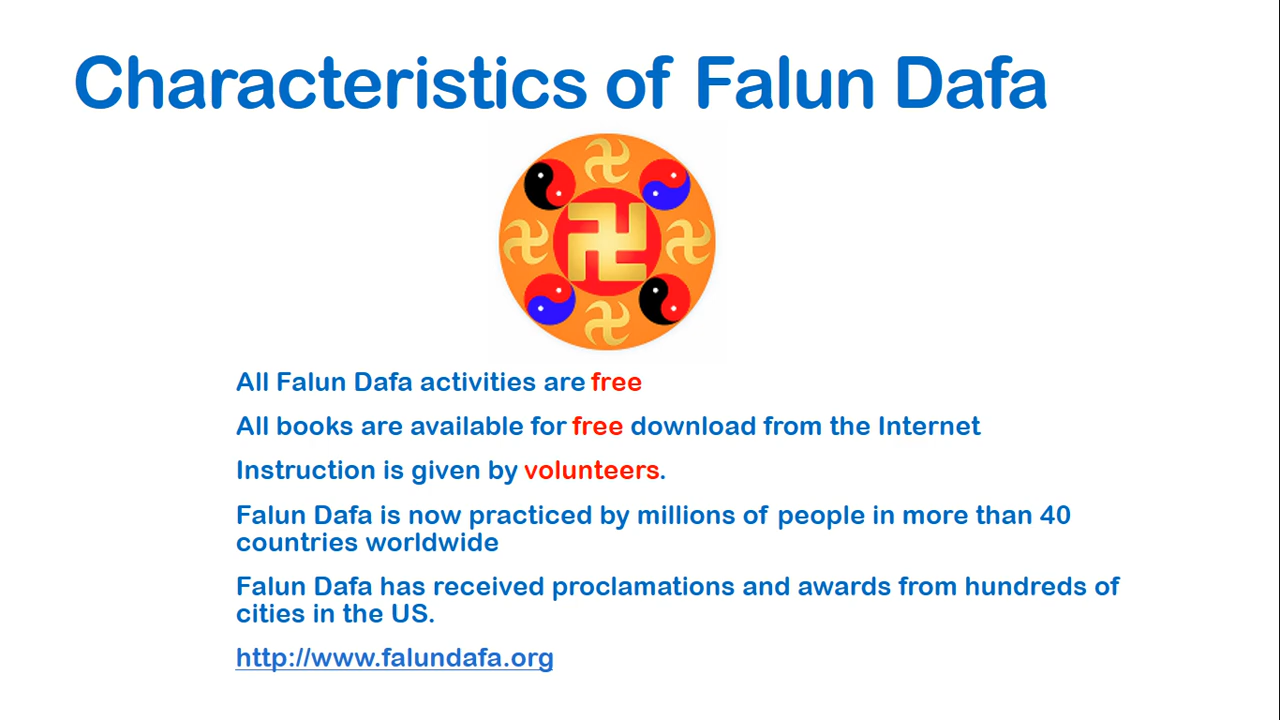 Characteristics of Falun Dafa
All Falun Dafa activities are free
All books are available for free download from the Internet
Instruction is given by volunteers.
Falun Dafa is now practiced by millions of people in more than 40
countries worldwide
Falun Dafa has received proclamations and awards from hundreds of
cities in the US.
http://www.falundafa.org